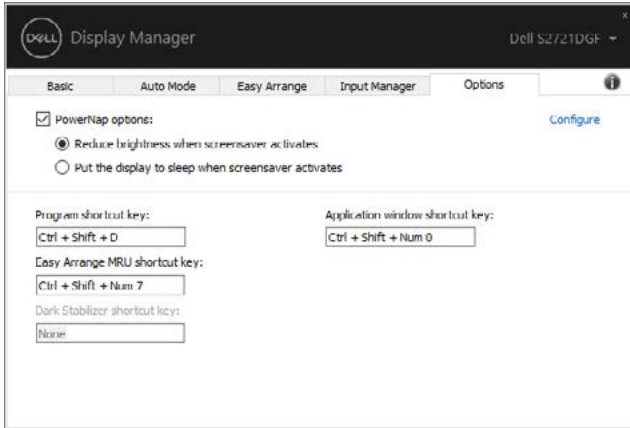 x
DELL Display Manager Dell S2721DGF
Basic Auto Mode Easy Arrange Input Manager Options
PowerNap options: Configure
Reduce brightness when screensaver activates
Put the display to sleep when screensaver activates
Program shortcut key: Application window shortcut key:
Ctrl + Shift + D Ctrl + Shift + Num 0
Easy Arrange MRU shortcut key:
Ctrl + Shift + Num 7
Dark Stabilizer shortcut key:
None